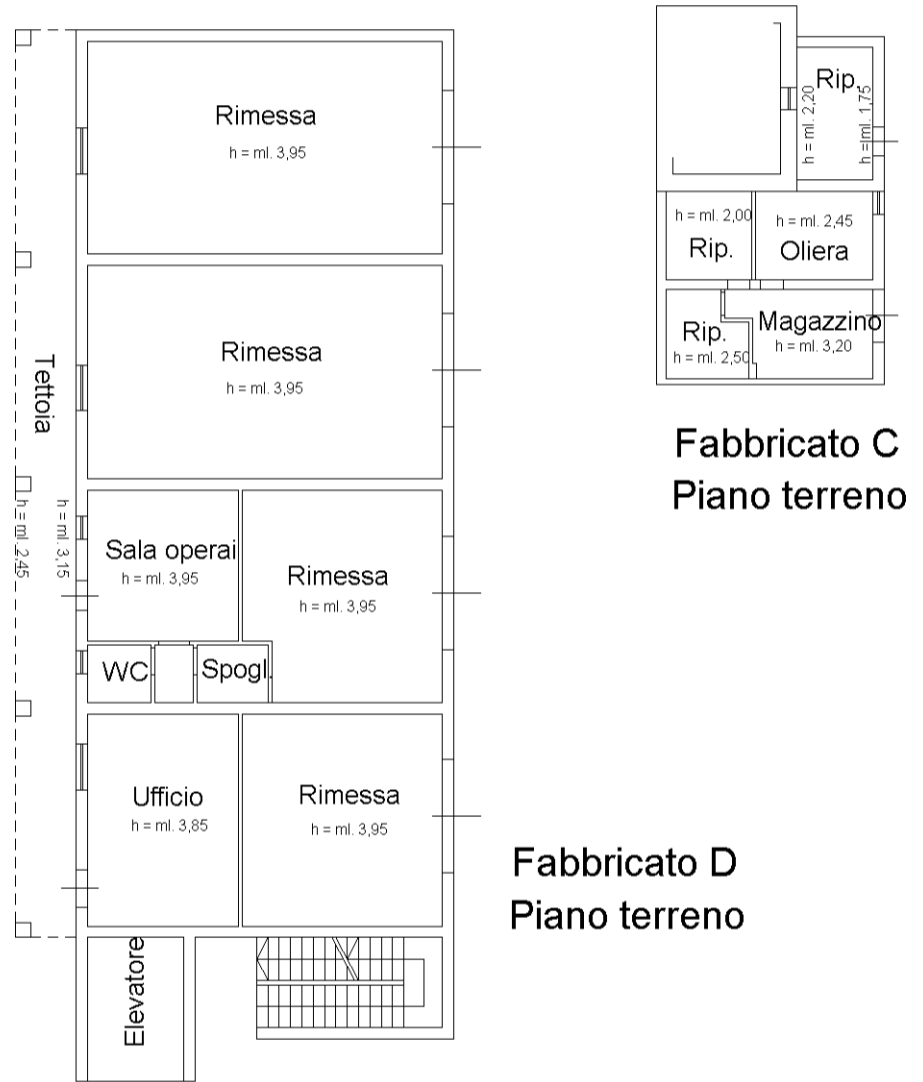 Rimessa
h = ml. 3,95
Rimessa
h = ml. 3,95
Tettoia
h = ml. 2,45
h = ml. 3,15
Sala operai
h = ml. 3,95
Rimessa
h = ml. 3,95
WC
Spogl.
Ufficio
h = ml. 3,85
Rimessa
h = ml. 3,95
Elevatore
Fabbricato D
Piano terreno
Rip.
h = ml. 2,20
h = ml. 1,75
h = ml. 2,00
Rip.
h = ml. 2,45
Oliera
Rip.
h = ml. 2,50
Magazzino
h = ml. 3,20
Fabbricato C
Piano terreno